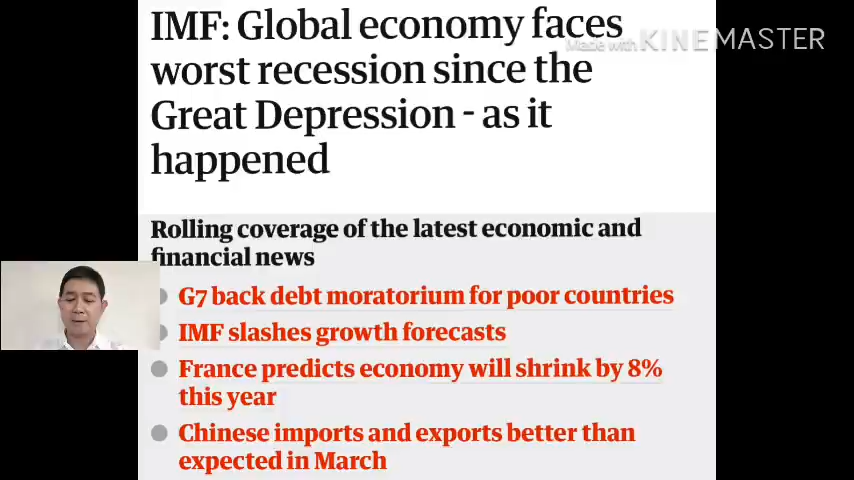 IMF: Global economy faces
worst recession since the
Great Depression - as it
happened
Made with KINEMASTER
Rolling coverage of the latest economic and
financial news
G7 back debt moratorium for poor countries
IMF slashes growth forecasts
France predicts economy will shrink by 8%
this year
Chinese imports and exports better than
expected in March